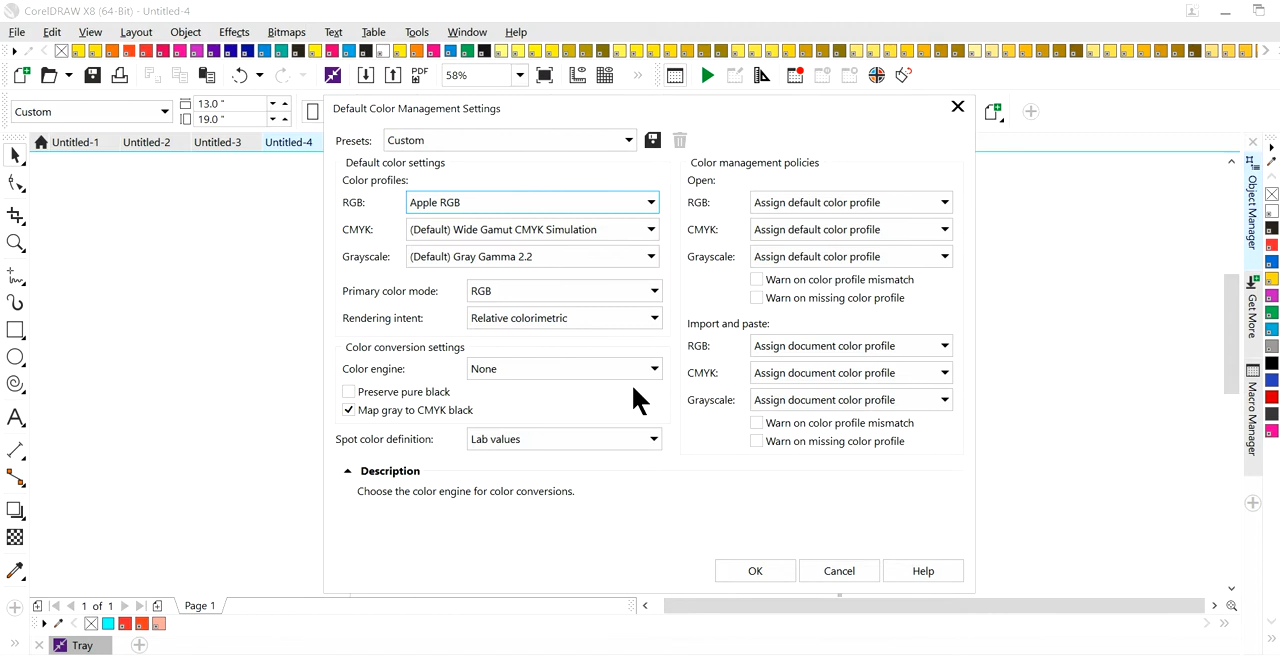 CorelDRAW X8 (64-Bit) - Untitled-4
File Edit View Layout Object Effects Bitmaps Text Table Tools Window Help
PDF 58%
Custom 13.0 "
19.0 "
Untitled-1 Untitled-2 Untitled-3 Untitled-4
Default Color Management Settings
Presets: Custom
Default color settings
Color profiles:
RGB: Apple RGB
CMYK: (Default) Wide Gamut CMYK Simulation
Grayscale: (Default) Gray Gamma 2.2
Primary color mode: RGB
Rendering intent: Relative colorimetric
Color conversion settings
Color engine: None
Preserve pure black
Map gray to CMYK black
Spot color definition: Lab values
Description
Choose the color engine for color conversions.
Color management policies
Open:
RGB: Assign default color profile
CMYK: Assign default color profile
Grayscale: Assign default color profile
Warn on color profile mismatch
Warn on missing color profile
Import and paste:
RGB: Assign document color profile
CMYK: Assign document color profile
Grayscale: Assign document color profile
Warn on color profile mismatch
Warn on missing color profile
OK Cancel Help
Object Manager
Get More
Macro Manager
1 of 1 Page 1
Tray